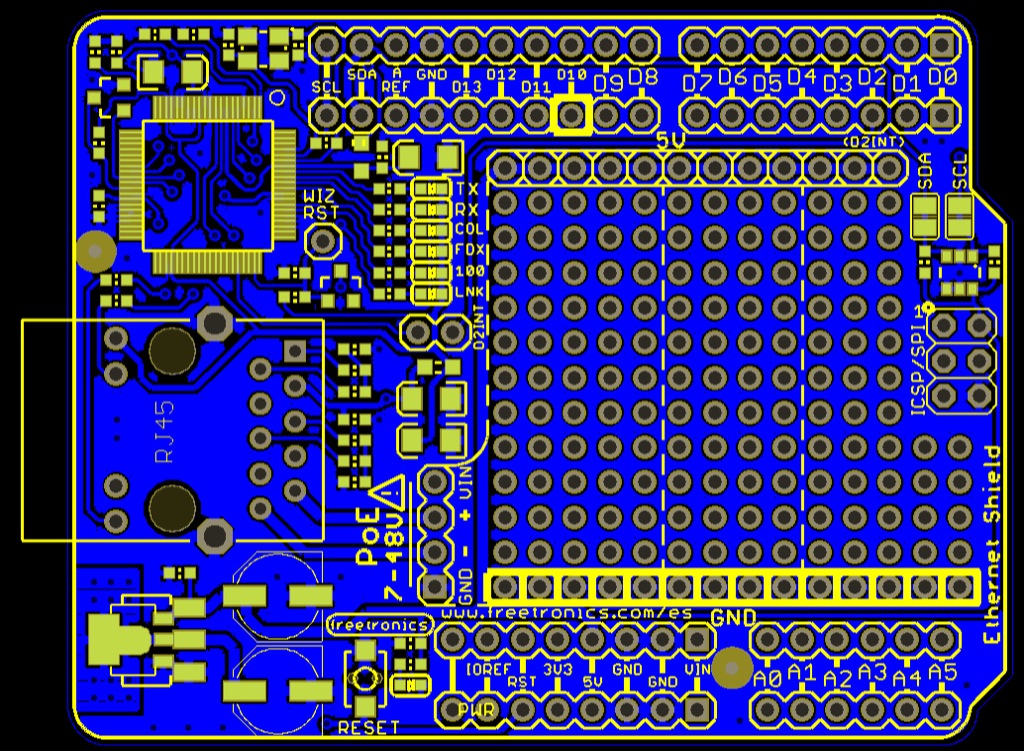 SDA A GND D12 D10 D9 D8 D7 D6 D5 D4 D3 D2 D1 D0
SCL REF D13 D11
5V (D2INT)
SDA
SCL
TX
RX
COL
FDX
100
LNK
WIZ
RST
D2INT
1
ICSP/SPI
RJ45
PoE
7-48V
VIN
+
-
GND
Ethernet Shield
www.freetronics.com/es
GND
freetronics
IOREF 3V3 GND VIN
RST 5V GND
A0 A1 A2 A3 A4 A5
PWR
RESET